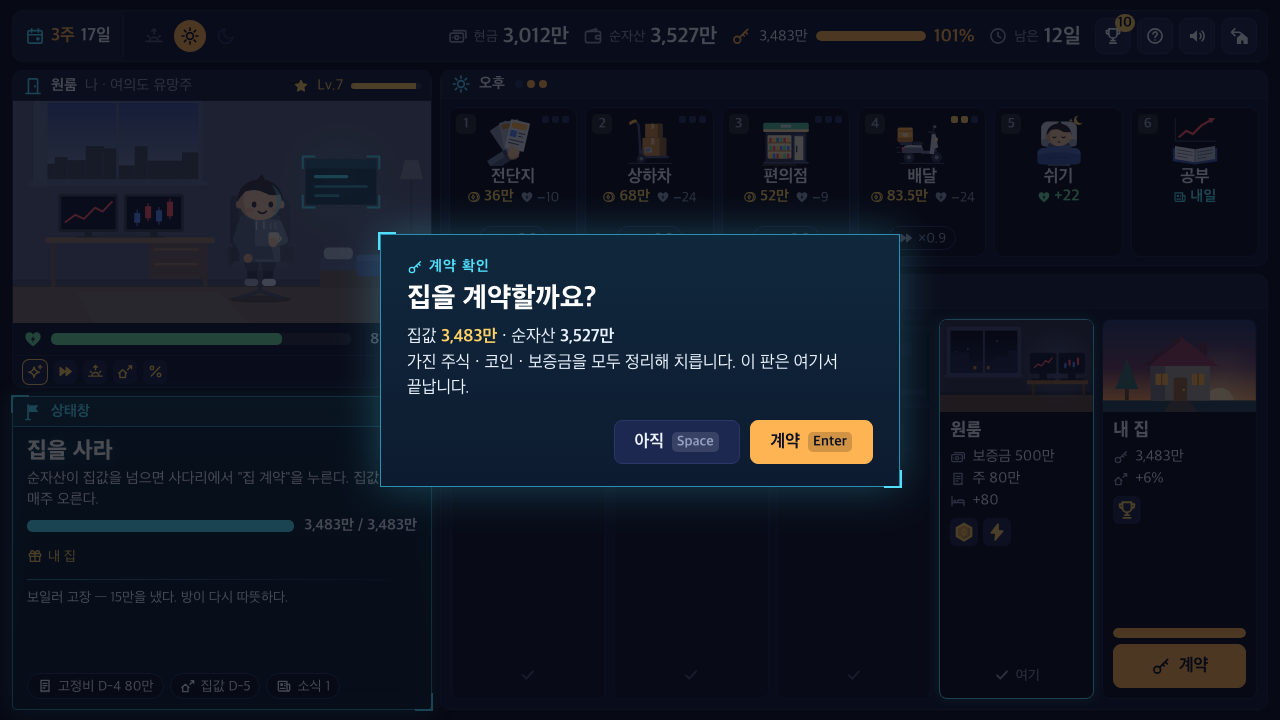 3주 17일
현금 3,012만 순자산 3,527만 3,483만 101% 남은 12일 10
원룸 나 · 여의도 유망주 Lv.7
오후
1 전단지 36만 −10
2 상하차 68만 −24
3 편의점 52만 −9
4 배달 83.5만 −24
×0.9
5 쉬기 +22
6 공부 내일
계약 확인
집을 계약할까요?
집값 3,483만 · 순자산 3,527만
가진 주식 · 코인 · 보증금을 모두 정리해 치릅니다. 이 판은 여기서
끝납니다.
아직 Space 계약 Enter
상태창
집을 사라
순자산이 집값을 넘으면 사다리에서 "집 계약"을 누른다. 집값
매주 오른다.
3,483만 / 3,483만
내 집
보일러 고장 — 15만을 냈다. 방이 다시 따뜻하다.
고정비 D-4 80만 집값 D-5 소식 1
원룸
보증금 500만
주 80만
+80
여기
내 집
3,483만
+6%
계약